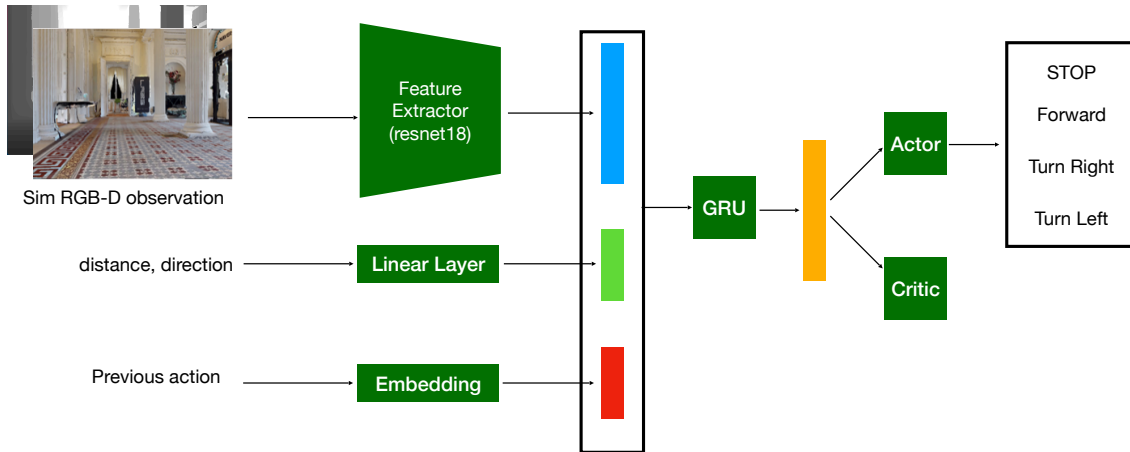 Sim RGB-D observation
Feature
Extractor
(resnet18)
distance, direction
Linear Layer
Previous action
Embedding
GRU
Actor
Critic
STOP
Forward
Turn Right
Turn Left